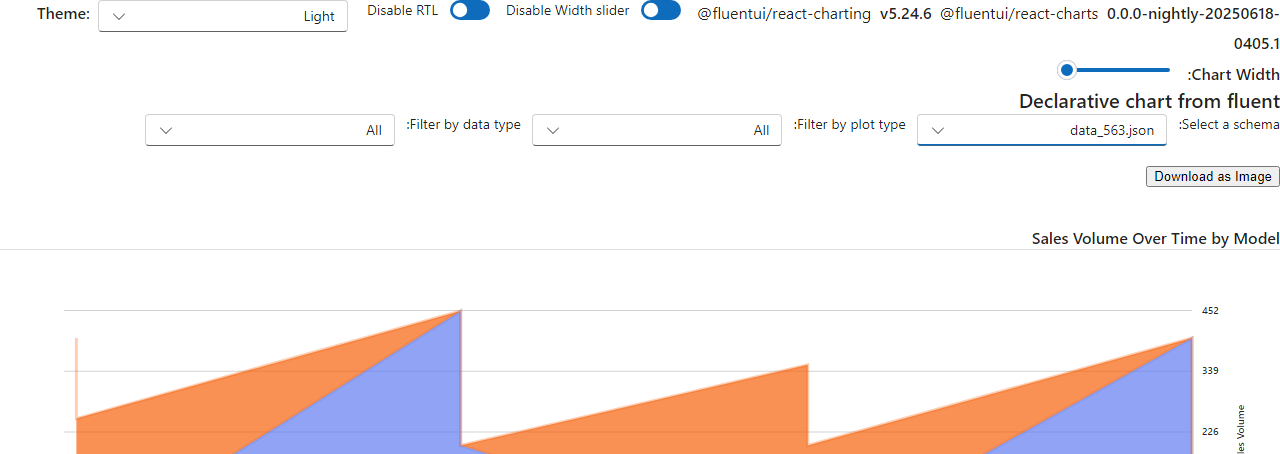 Theme: Light Disable RTL Disable Width slider @fluentui/react-charting v5.24.6 @fluentui/react-charts 0.0.0-nightly-20250618-
0405.1
:Chart Width
Declarative chart from fluent
:Select a schema data_563.json :Filter by plot type All :Filter by data type All
Download as Image
Sales Volume Over Time by Model
452
339
226
Volume